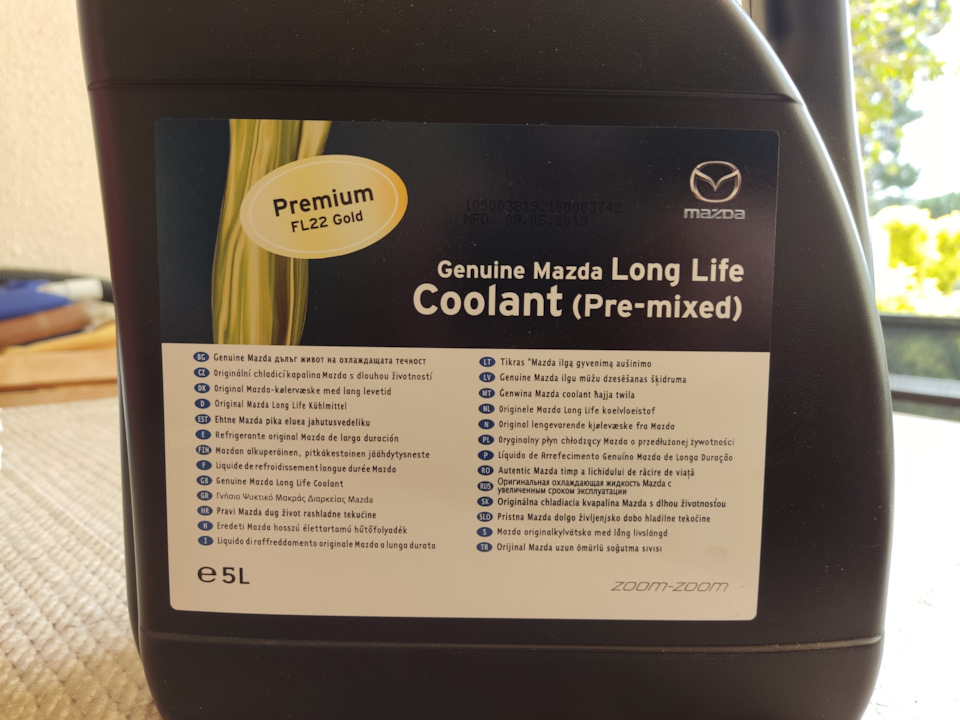 Premium
FL22 Gold
100003819.100003742
MFD 09.05.2019
mazda
Genuine Mazda Long Life
Coolant (Pre-mixed)
BG Genuine Mazda дълъг живот на охлаждащата течност
CZ Originální chladicí kapalina Mazda s dlouhou životností
DK Original Mazda-kølervæske med lang levetid
D Original Mazda Long Life Kühlmittel
EST Ehtne Mazda pika eluea jahutusvedeliku
E Refrigerante original Mazda de larga duración
FIN Mazdan alkuperäinen, pitkäkestoinen jäähdytysneste
F Liquide de refroidissement longue durée Mazda
GB Genuine Mazda Long Life Coolant
GR Γνήσιο Ψυκτικό Μακράς Διαρκείας Mazda
HR Pravi Mazda dug život rashladne tekućine
H Eredeti Mazda hosszú élettartamú hűtőfolyadék
I Liquido di raffreddamento originale Mazda a lunga durata
LT Tikras "Mazda ilgą gyvenimą aušinimo
LV Genuine Mazda ilgu mūžu dzesēšanas šķidruma
MT Ġenwina Mazda coolant ħajja twila
NL Originele Mazda Long Life koelvloeistof
N Original lengevarende kjølevæske fra Mazda
PL Oryginalny płyn chłodzący Mazda o przedłużonej żywotności
P Líquido de Arrefecimento Genuíno Mazda de Longa Duração
RO Autentic Mazda timp a lichidului de răcire de viață
RUS Оригинальная охлаждающая жидкость Mazda с
увеличенным сроком эксплуатации
SK Originálna chladiacia kvapalina Mazda s dlhou životnosťou
SLO Pristna Mazda dolgo življenjsko dobo hladilne tekočine
S Mazda originalkylvätska med lång livslängd
TR Orijinal Mazda uzun ömürlü soğutma sıvısı
e 5L
zoom-zoom